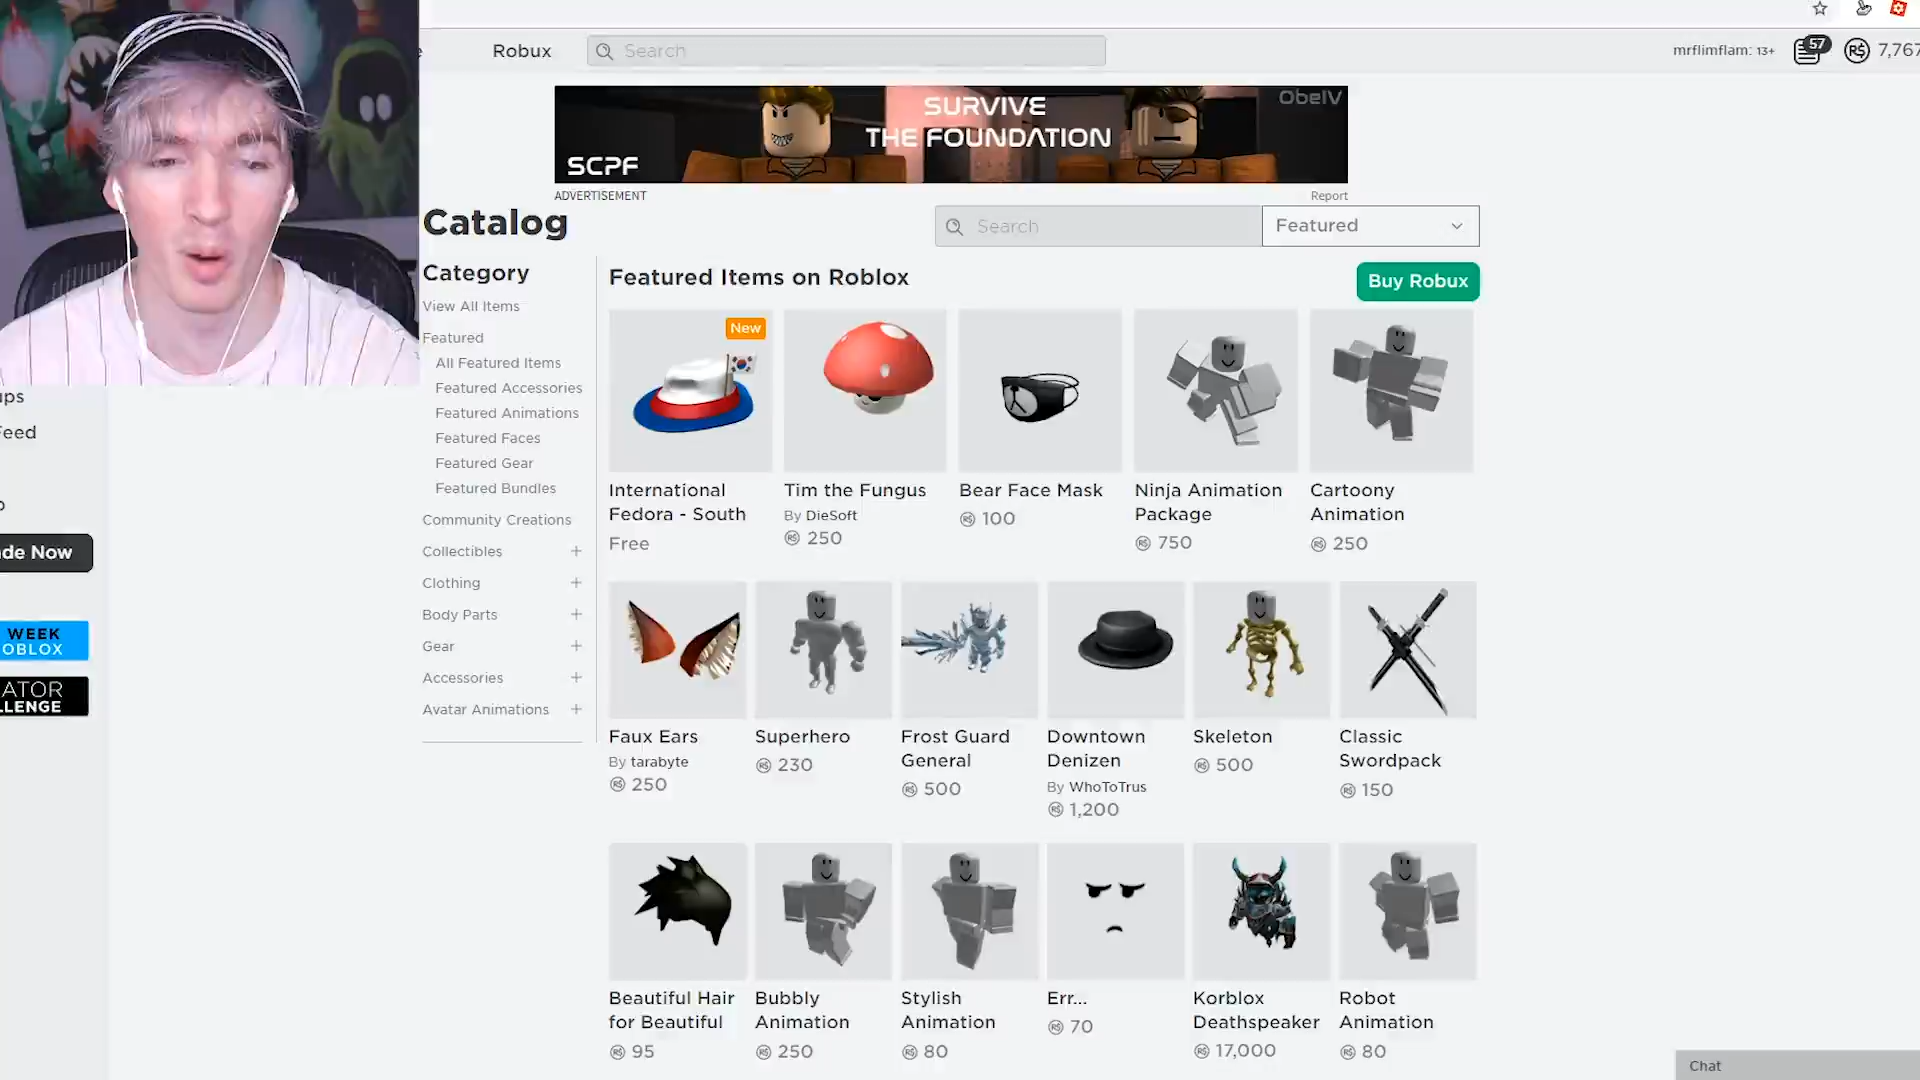 Robux
Search
mrflimflam: 13+
57
7,767
SURVIVE
THE FOUNDATION
SCPF
ObelV
ADVERTISEMENT
Report
Catalog
Search
Featured
Category
View All Items
Featured
All Featured Items
Featured Accessories
Featured Animations
Featured Faces
Featured Gear
Featured Bundles
Community Creations
Collectibles +
Clothing +
Body Parts +
Gear +
Accessories +
Avatar Animations +
ups
Feed
ade Now
WEEK
OBLOX
ATOR
LLENGE
Featured Items on Roblox
Buy Robux
New
International
Fedora - South
Free
Tim the Fungus
By DieSoft
250
Bear Face Mask
100
Ninja Animation
Package
750
Cartoony
Animation
250
Faux Ears
By tarabyte
250
Superhero
230
Frost Guard
General
500
Downtown
Denizen
By WhoToTrus
1,200
Skeleton
500
Classic
Swordpack
150
Beautiful Hair
for Beautiful
95
Bubbly
Animation
250
Stylish
Animation
80
Err...
70
Korblox
Deathspeaker
17,000
Robot
Animation
80
Chat